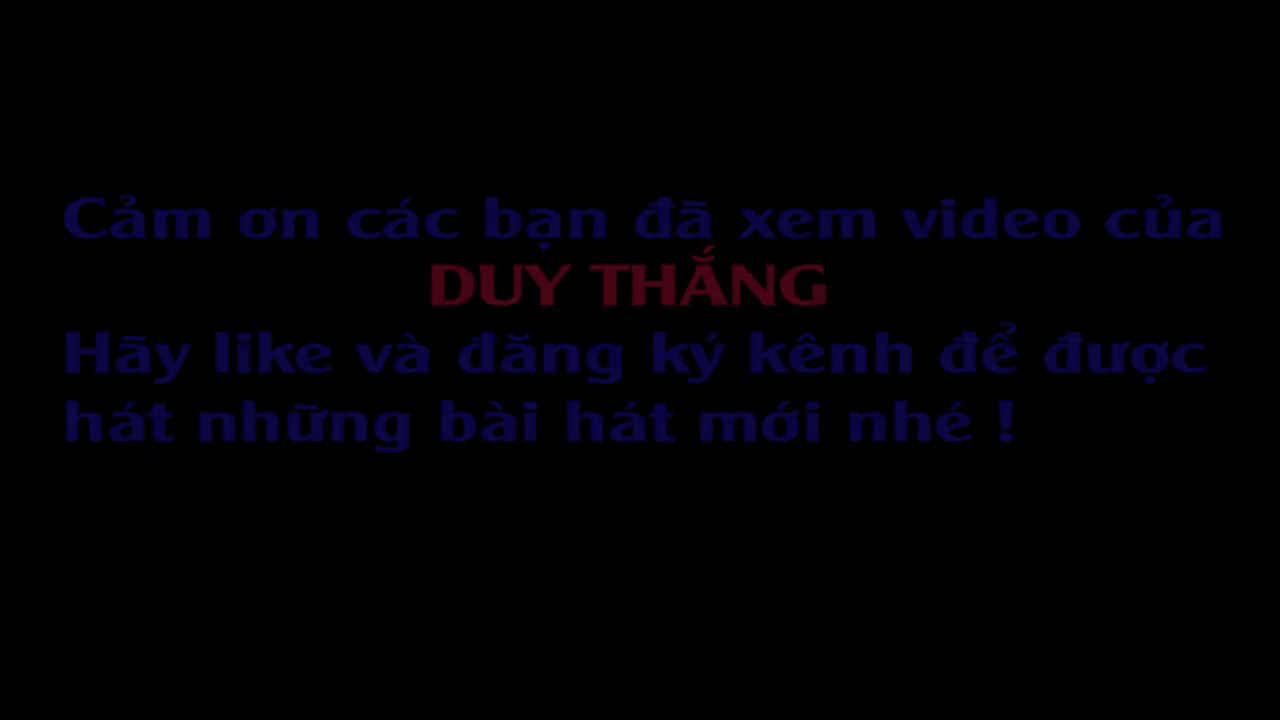 Cảm ơn các bạn đã xem video của
DUY THẮNG
Hãy like và đăng ký kênh để được
hát những bài hát mới nhé !